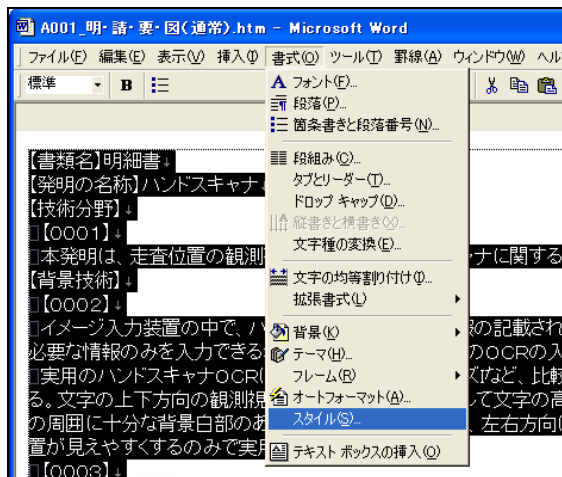 A001_明・請・要・図(通常).htm - Microsoft Word
ファイル(F) 編集(E) 表示(V) 挿入(I) 書式(O) ツール(T) 罫線(A) ウィンドウ(W) ヘル
標準 B
A フォント(F)...
段落(P)...
箇条書きと段落番号(N)...
段組み(C)...
タブとリーダー(T)...
ドロップ キャップ(D)...
縦書きと横書き(X)...
文字種の変換(E)...
文字の均等割り付け(I)...
拡張書式(L)
背景(K)
テーマ(H)...
フレーム(R)
オートフォーマット(A)...
スタイル(S)...
テキスト ボックスの挿入(O)
【書類名】明細書↓
【発明の名称】ハンドスキャナ
【技術分野】↓
【0001】↓
本発明は、走査位置の観測 ャナに関する
【背景技術】↓
【0002】↓
イメージ入力装置の中で、ハ 報の記載され
必要な情報のみを入力できる のOCRの入
実用のハンドスキャナOCR ズなど、比較
る。文字の上下方向の観測視 して文字の高
の周囲に十分な背景白部のあ 、左右方向
置が見えやすくするのみで実用
【0003】↓